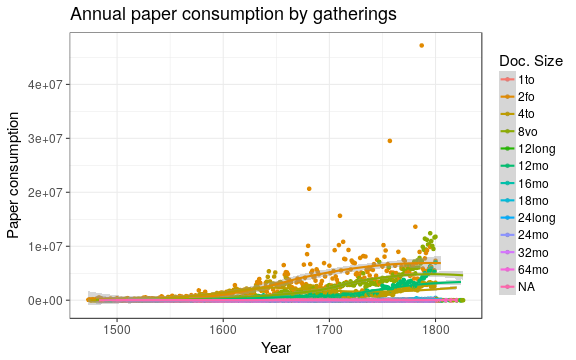 Annual paper consumption by gatherings
Paper consumption
4e+07
3e+07
2e+07
1e+07
0e+00
1500 1600 1700 1800
Year
Doc. Size
1to
2fo
4to
8vo
12long
12mo
16mo
18mo
24long
24mo
32mo
64mo
NA